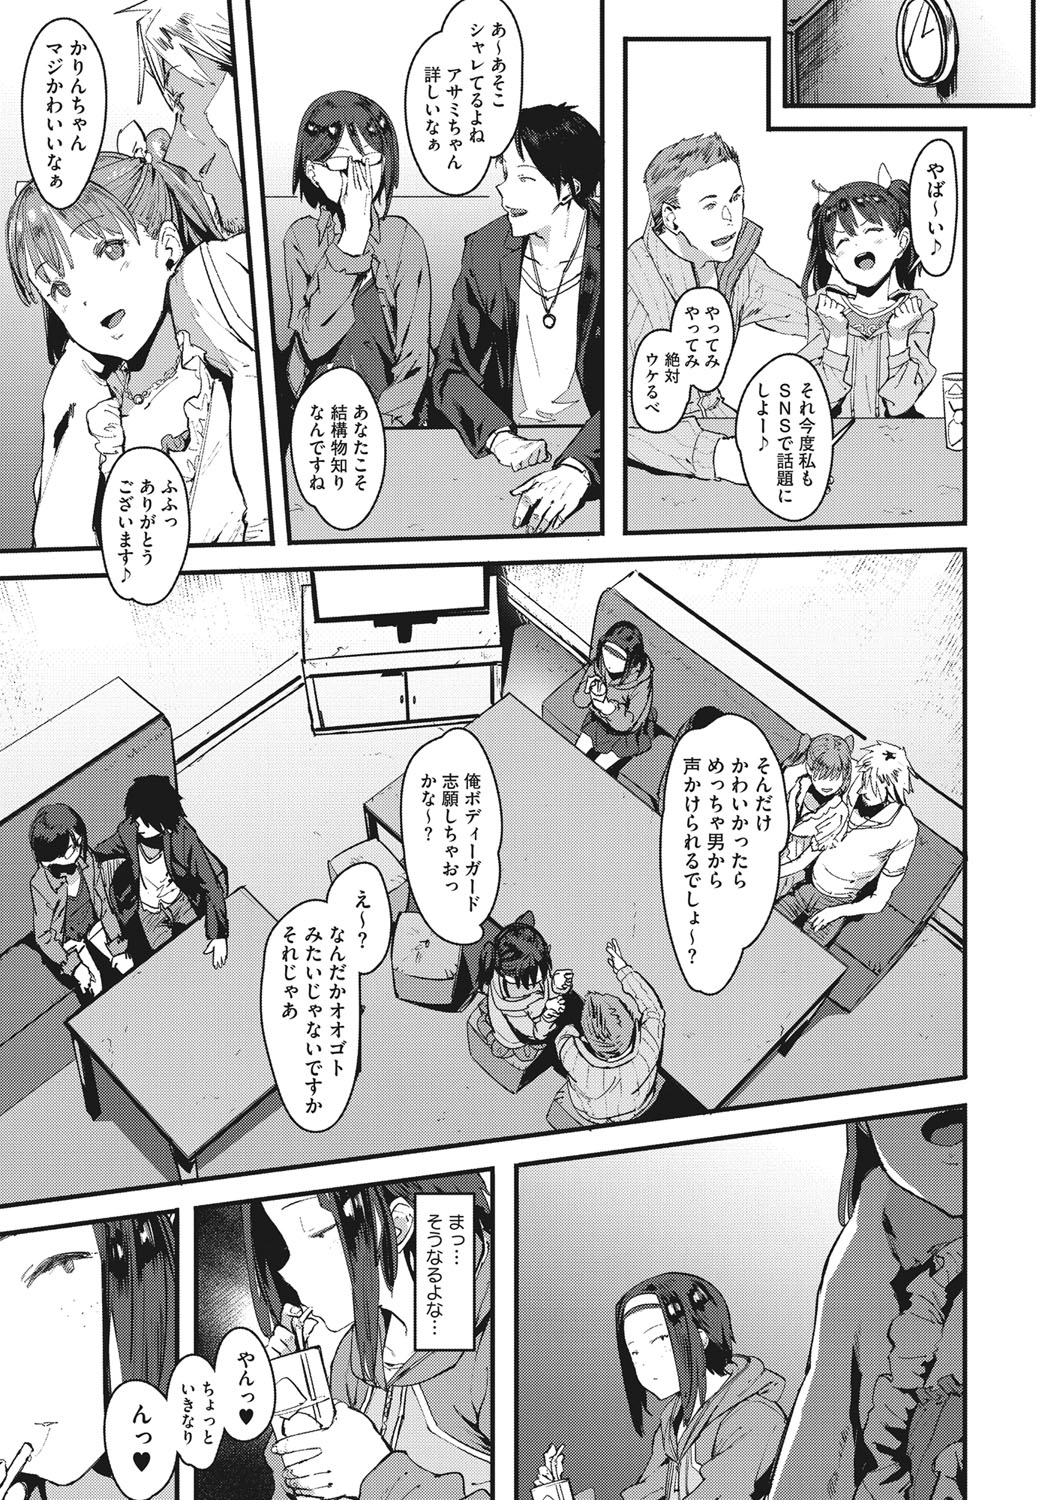 やば～い♪
それ今度私も
SNSで話題に
しよー♪
やってみ
やってみ
絶対
ウケるべ
あ～あそこ
シャレてるよね
アサミちゃん
詳しいなぁ
あなたこそ
結構物知り
なんですね
かりんちゃん
マジかわいいなぁ
ふふっ
ありがとう
ございます♪
そんだけ
かわいかったら
めっちゃ男から
声かけられるでしょ～?
俺ボディーガード
志願しちゃおっ
かな～?
え～?
なんだかオオゴト
みたいじゃないですか
それじゃあ
まっ…
そうなるよな…
やんっ♥
ちょっと
いきなり
んっ♥